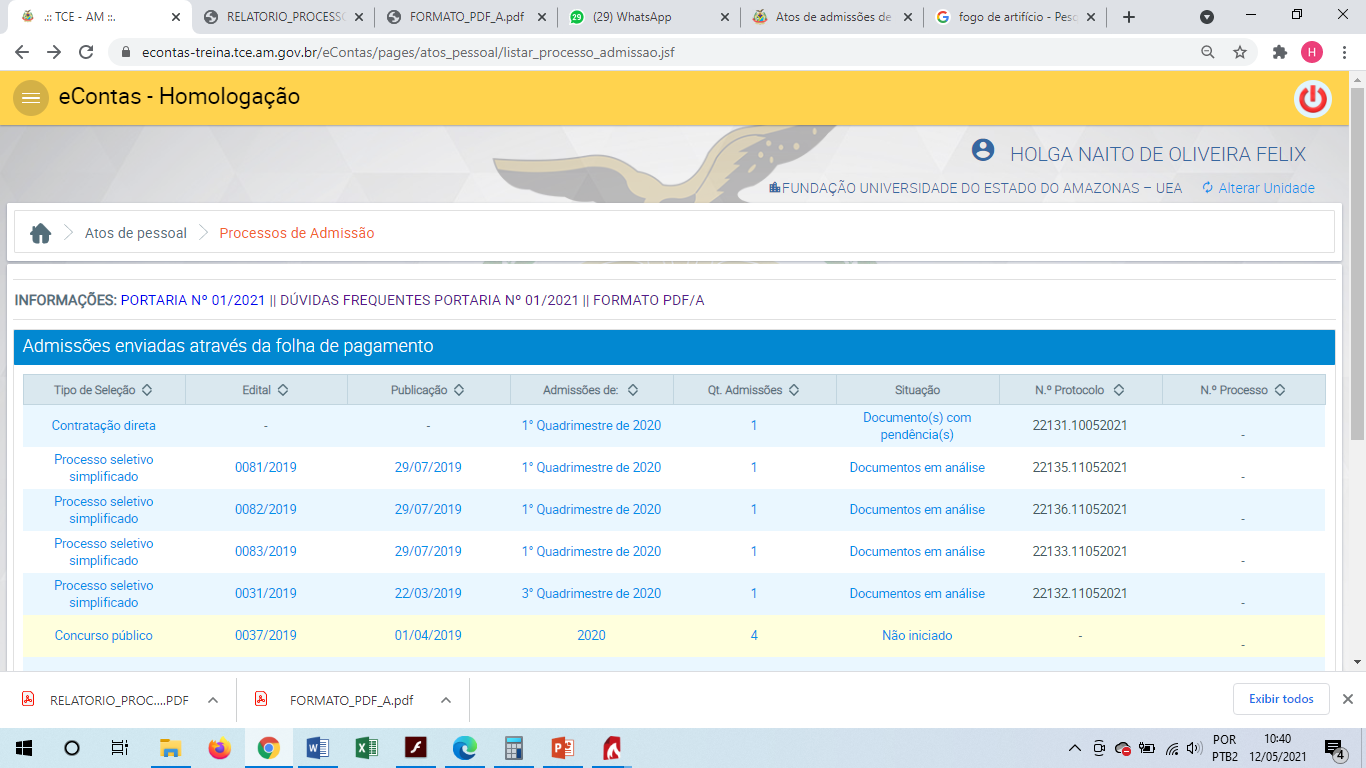 .:: TCE - AM ::.
RELATORIO_PROCESSO
FORMATO_PDF_A.pdf
(29) WhatsApp
Atos de admissões de
fogo de artifício - Pesq
econtas-treina.tce.am.gov.br/eContas/pages/atos_pessoal/listar_processo_admissao.jsf
H
eContas - Homologação
HOLGA NAITO DE OLIVEIRA FELIX
FUNDAÇÃO UNIVERSIDADE DO ESTADO DO AMAZONAS – UEA Alterar Unidade
Atos de pessoal Processos de Admissão
INFORMAÇÕES: PORTARIA Nº 01/2021 || DÚVIDAS FREQUENTES PORTARIA Nº 01/2021 || FORMATO PDF/A
Admissões enviadas através da folha de pagamento
Tipo de Seleção Edital Publicação Admissões de: Qt. Admissões Situação N.º Protocolo N.º Processo
Contratação direta - - 1° Quadrimestre de 2020 1 Documento(s) com pendência(s) 22131.10052021 -
Processo seletivo simplificado 0081/2019 29/07/2019 1° Quadrimestre de 2020 1 Documentos em análise 22135.11052021 -
Processo seletivo simplificado 0082/2019 29/07/2019 1° Quadrimestre de 2020 1 Documentos em análise 22136.11052021 -
Processo seletivo simplificado 0083/2019 29/07/2019 1° Quadrimestre de 2020 1 Documentos em análise 22133.11052021 -
Processo seletivo simplificado 0031/2019 22/03/2019 3° Quadrimestre de 2020 1 Documentos em análise 22132.11052021 -
Concurso público 0037/2019 01/04/2019 2020 4 Não iniciado - -
RELATORIO_PROC....PDF
FORMATO_PDF_A.pdf
Exibir todos
POR 10:40
PTB2 12/05/2021
4